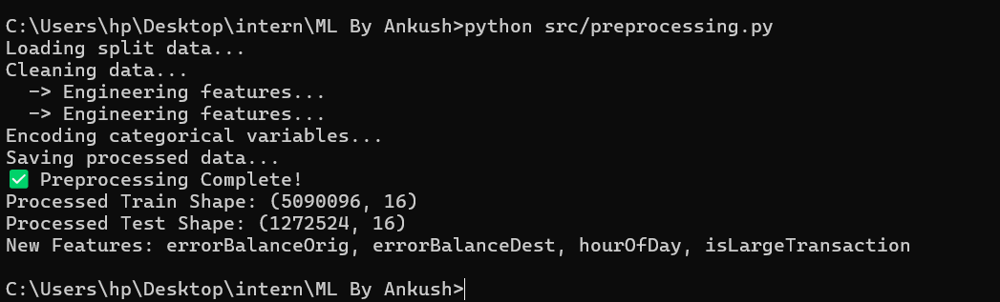 C:\Users\hp\Desktop\intern\ML By Ankush>python src/preprocessing.py
Loading split data...
Cleaning data...
  -> Engineering features...
  -> Engineering features...
Encoding categorical variables...
Saving processed data...
✅ Preprocessing Complete!
Processed Train Shape: (5090096, 16)
Processed Test Shape: (1272524, 16)
New Features: errorBalanceOrig, errorBalanceDest, hourOfDay, isLargeTransaction
C:\Users\hp\Desktop\intern\ML By Ankush>